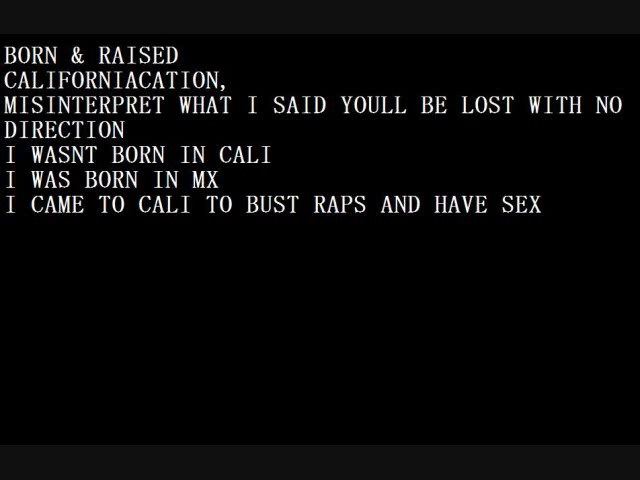 BORN & RAISED
CALIFORNIACATION,
MISINTERPRET WHAT I SAID YOULL BE LOST WITH NO
DIRECTION
I WASNT BORN IN CALI
I WAS BORN IN MX
I CAME TO CALI TO BUST RAPS AND HAVE SEX